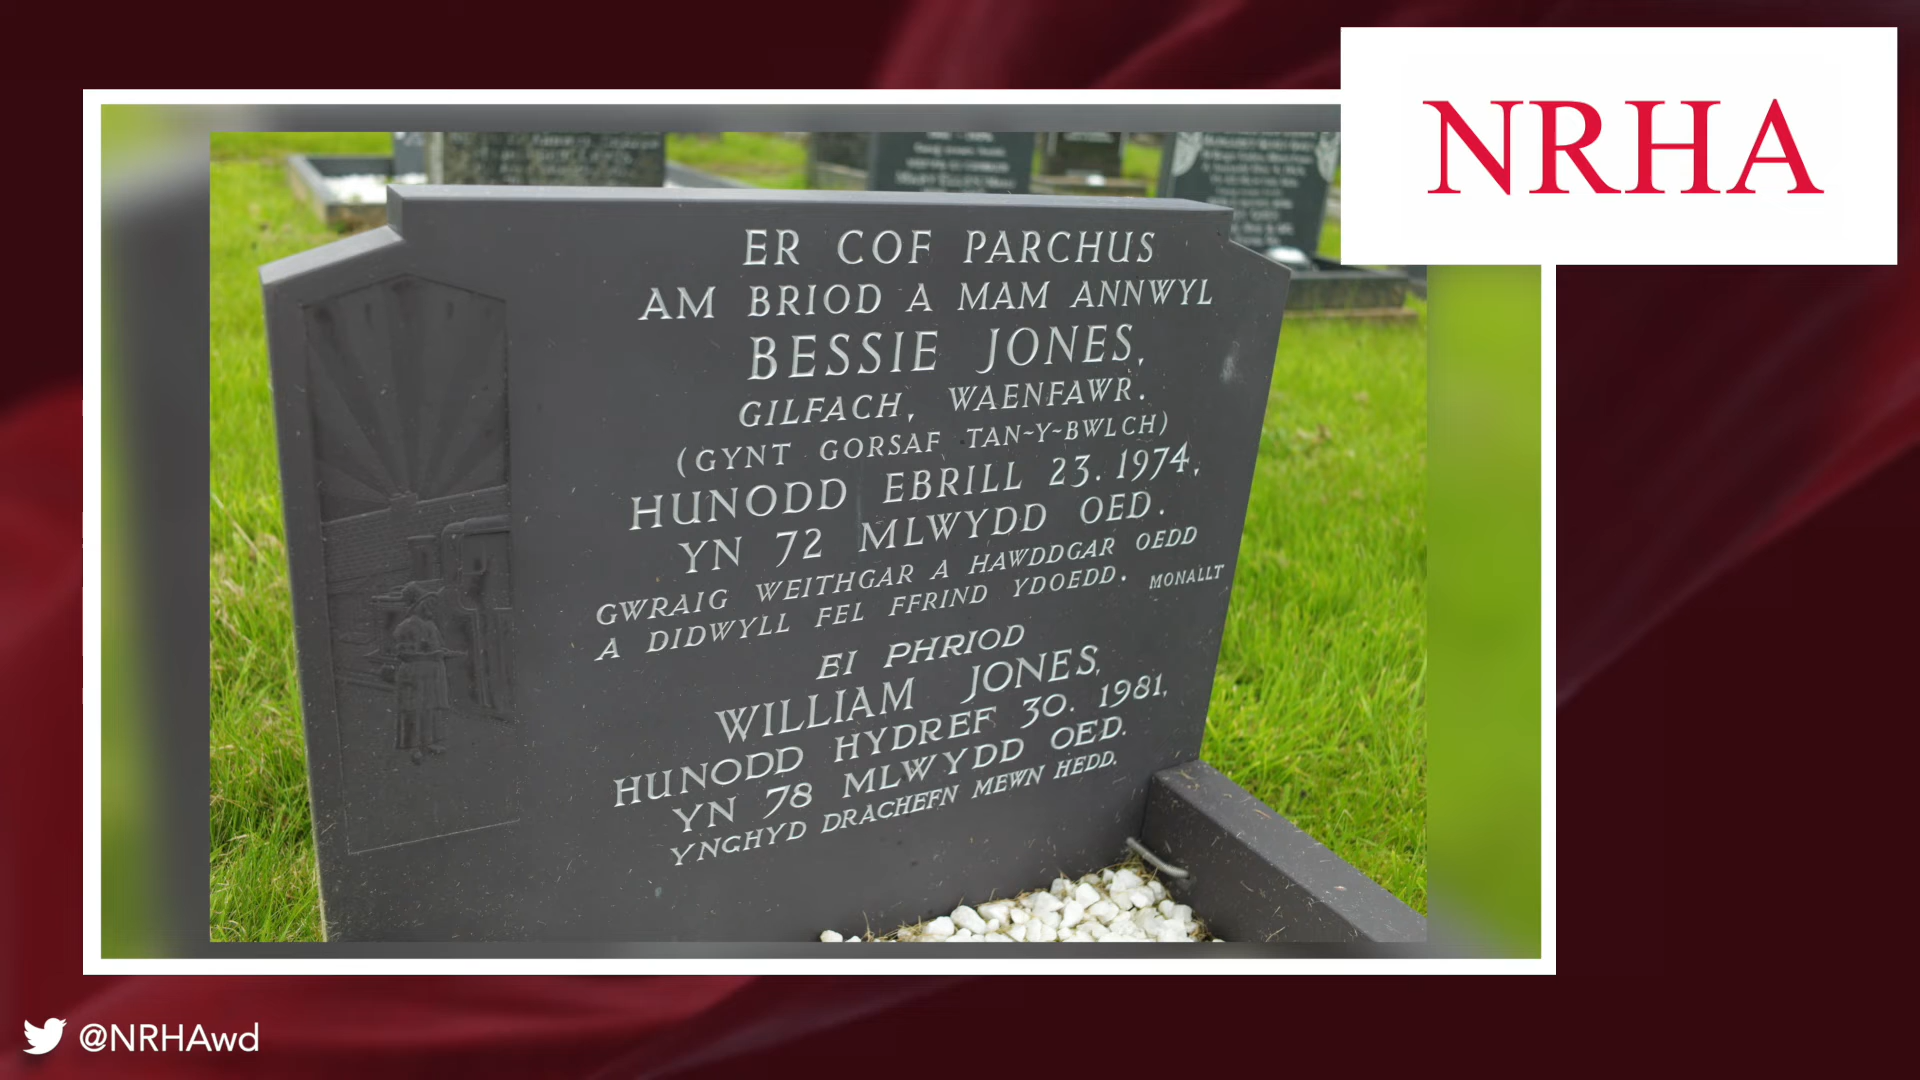 NRHA
ER COF PARCHUS
AM BRIOD A MAM ANNWYL
BESSIE JONES,
GILFACH, WAENFAWR.
(GYNT GORSAF TAN~Y~BWLCH)
HUNODD EBRILL 23. 1974,
YN 72 MLWYDD OED.
GWRAIG WEITHGAR A HAWDDGAR OEDD
A DIDWYLL FEL FFRIND YDOEDD. MONALLT
EI PHRIOD
WILLIAM JONES,
HUNODD HYDREF 30. 1981,
YN 78 MLWYDD OED.
YNGHYD DRACHEFN MEWN HEDD.
@NRHAwd